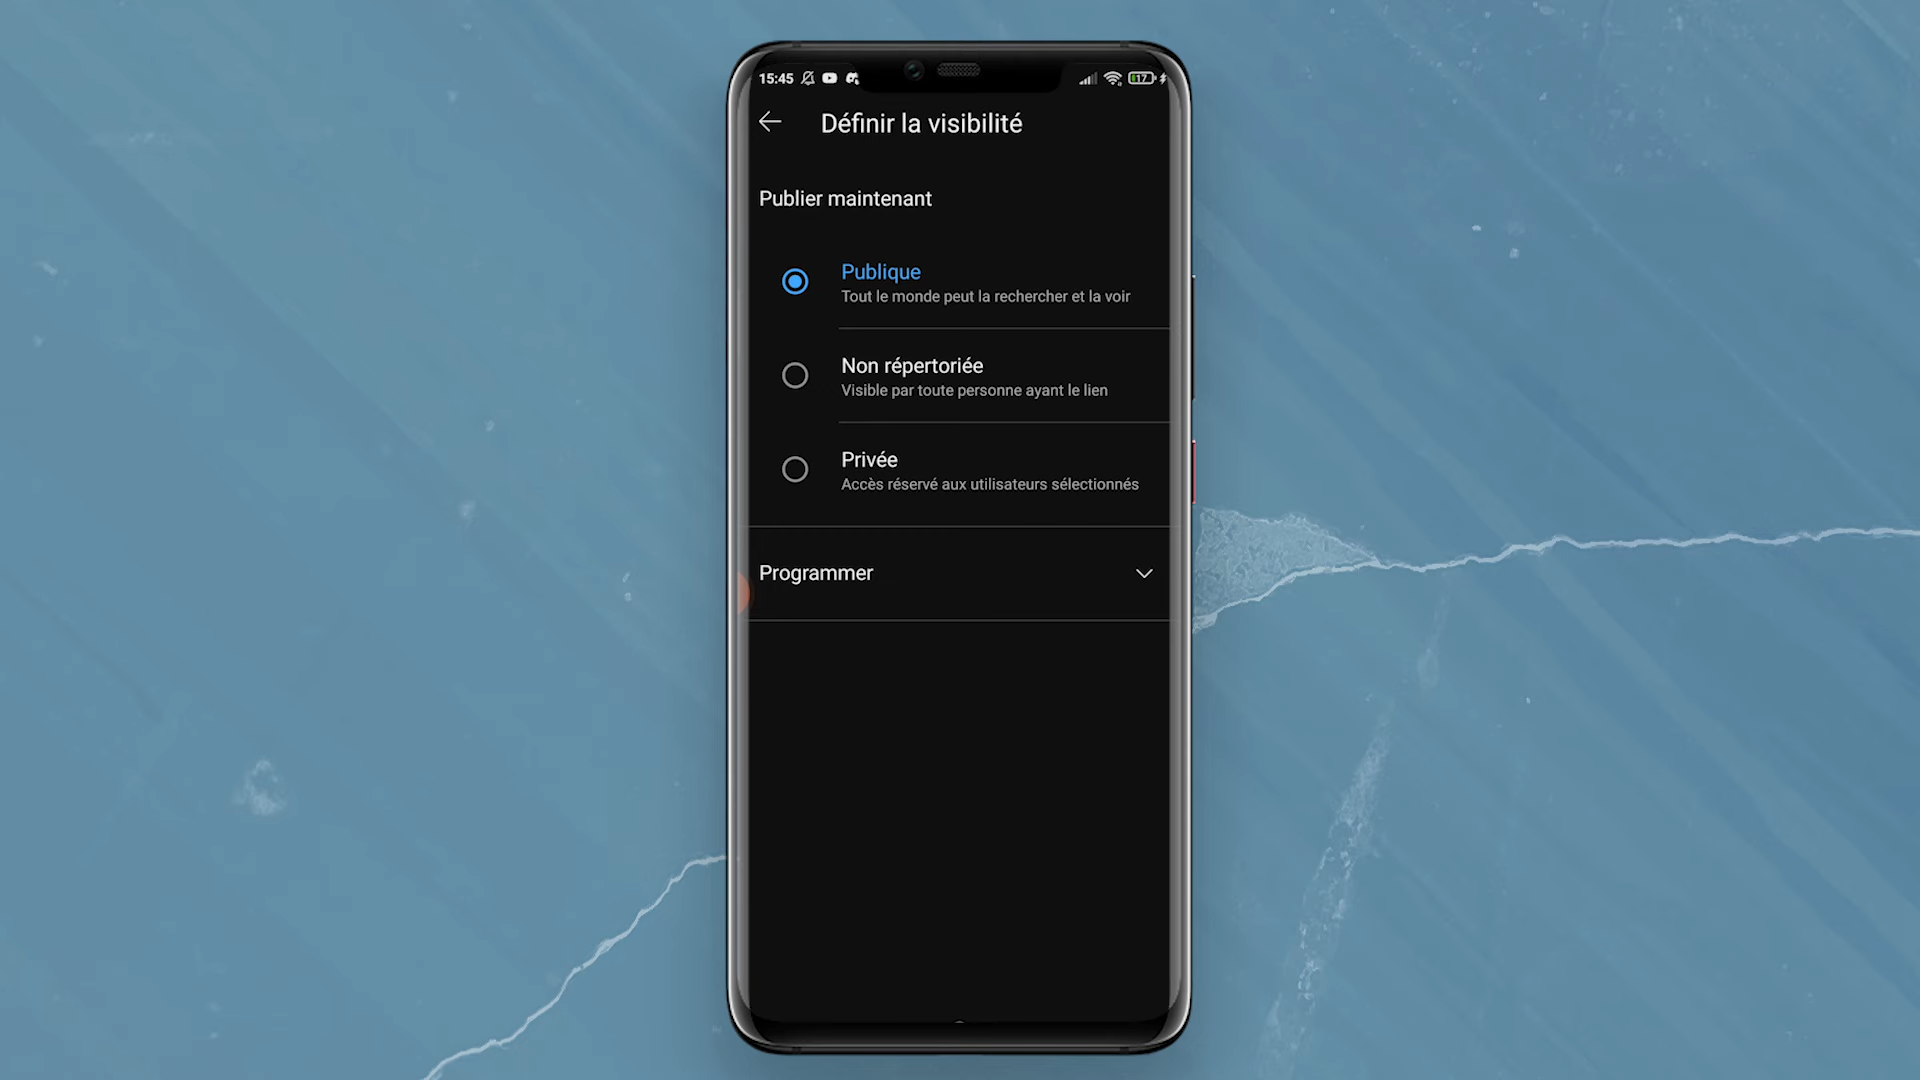 15:45
17
Définir la visibilité
Publier maintenant
Publique
Tout le monde peut la rechercher et la voir
Non répertoriée
Visible par toute personne ayant le lien
Privée
Accès réservé aux utilisateurs sélectionnés
Programmer